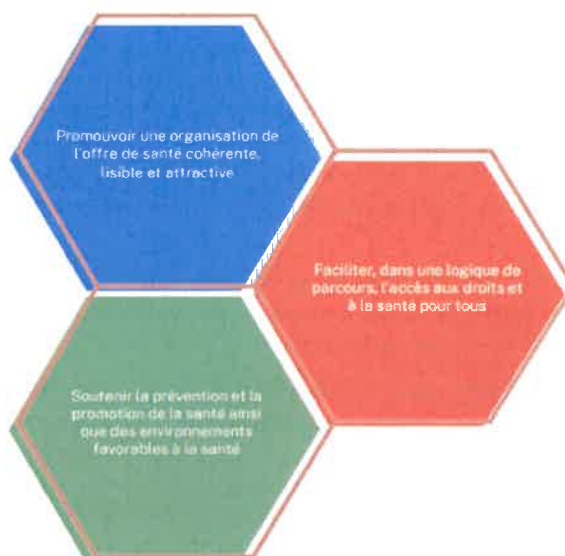 Promouvoir une organisation de
l'offre de santé cohérente,
lisible et attractive
Faciliter, dans une logique de
parcours, l'accès aux droits et
à la santé pour tous
Soutenir la prévention et la
promotion de la santé ainsi
que des environnements
favorables à la santé